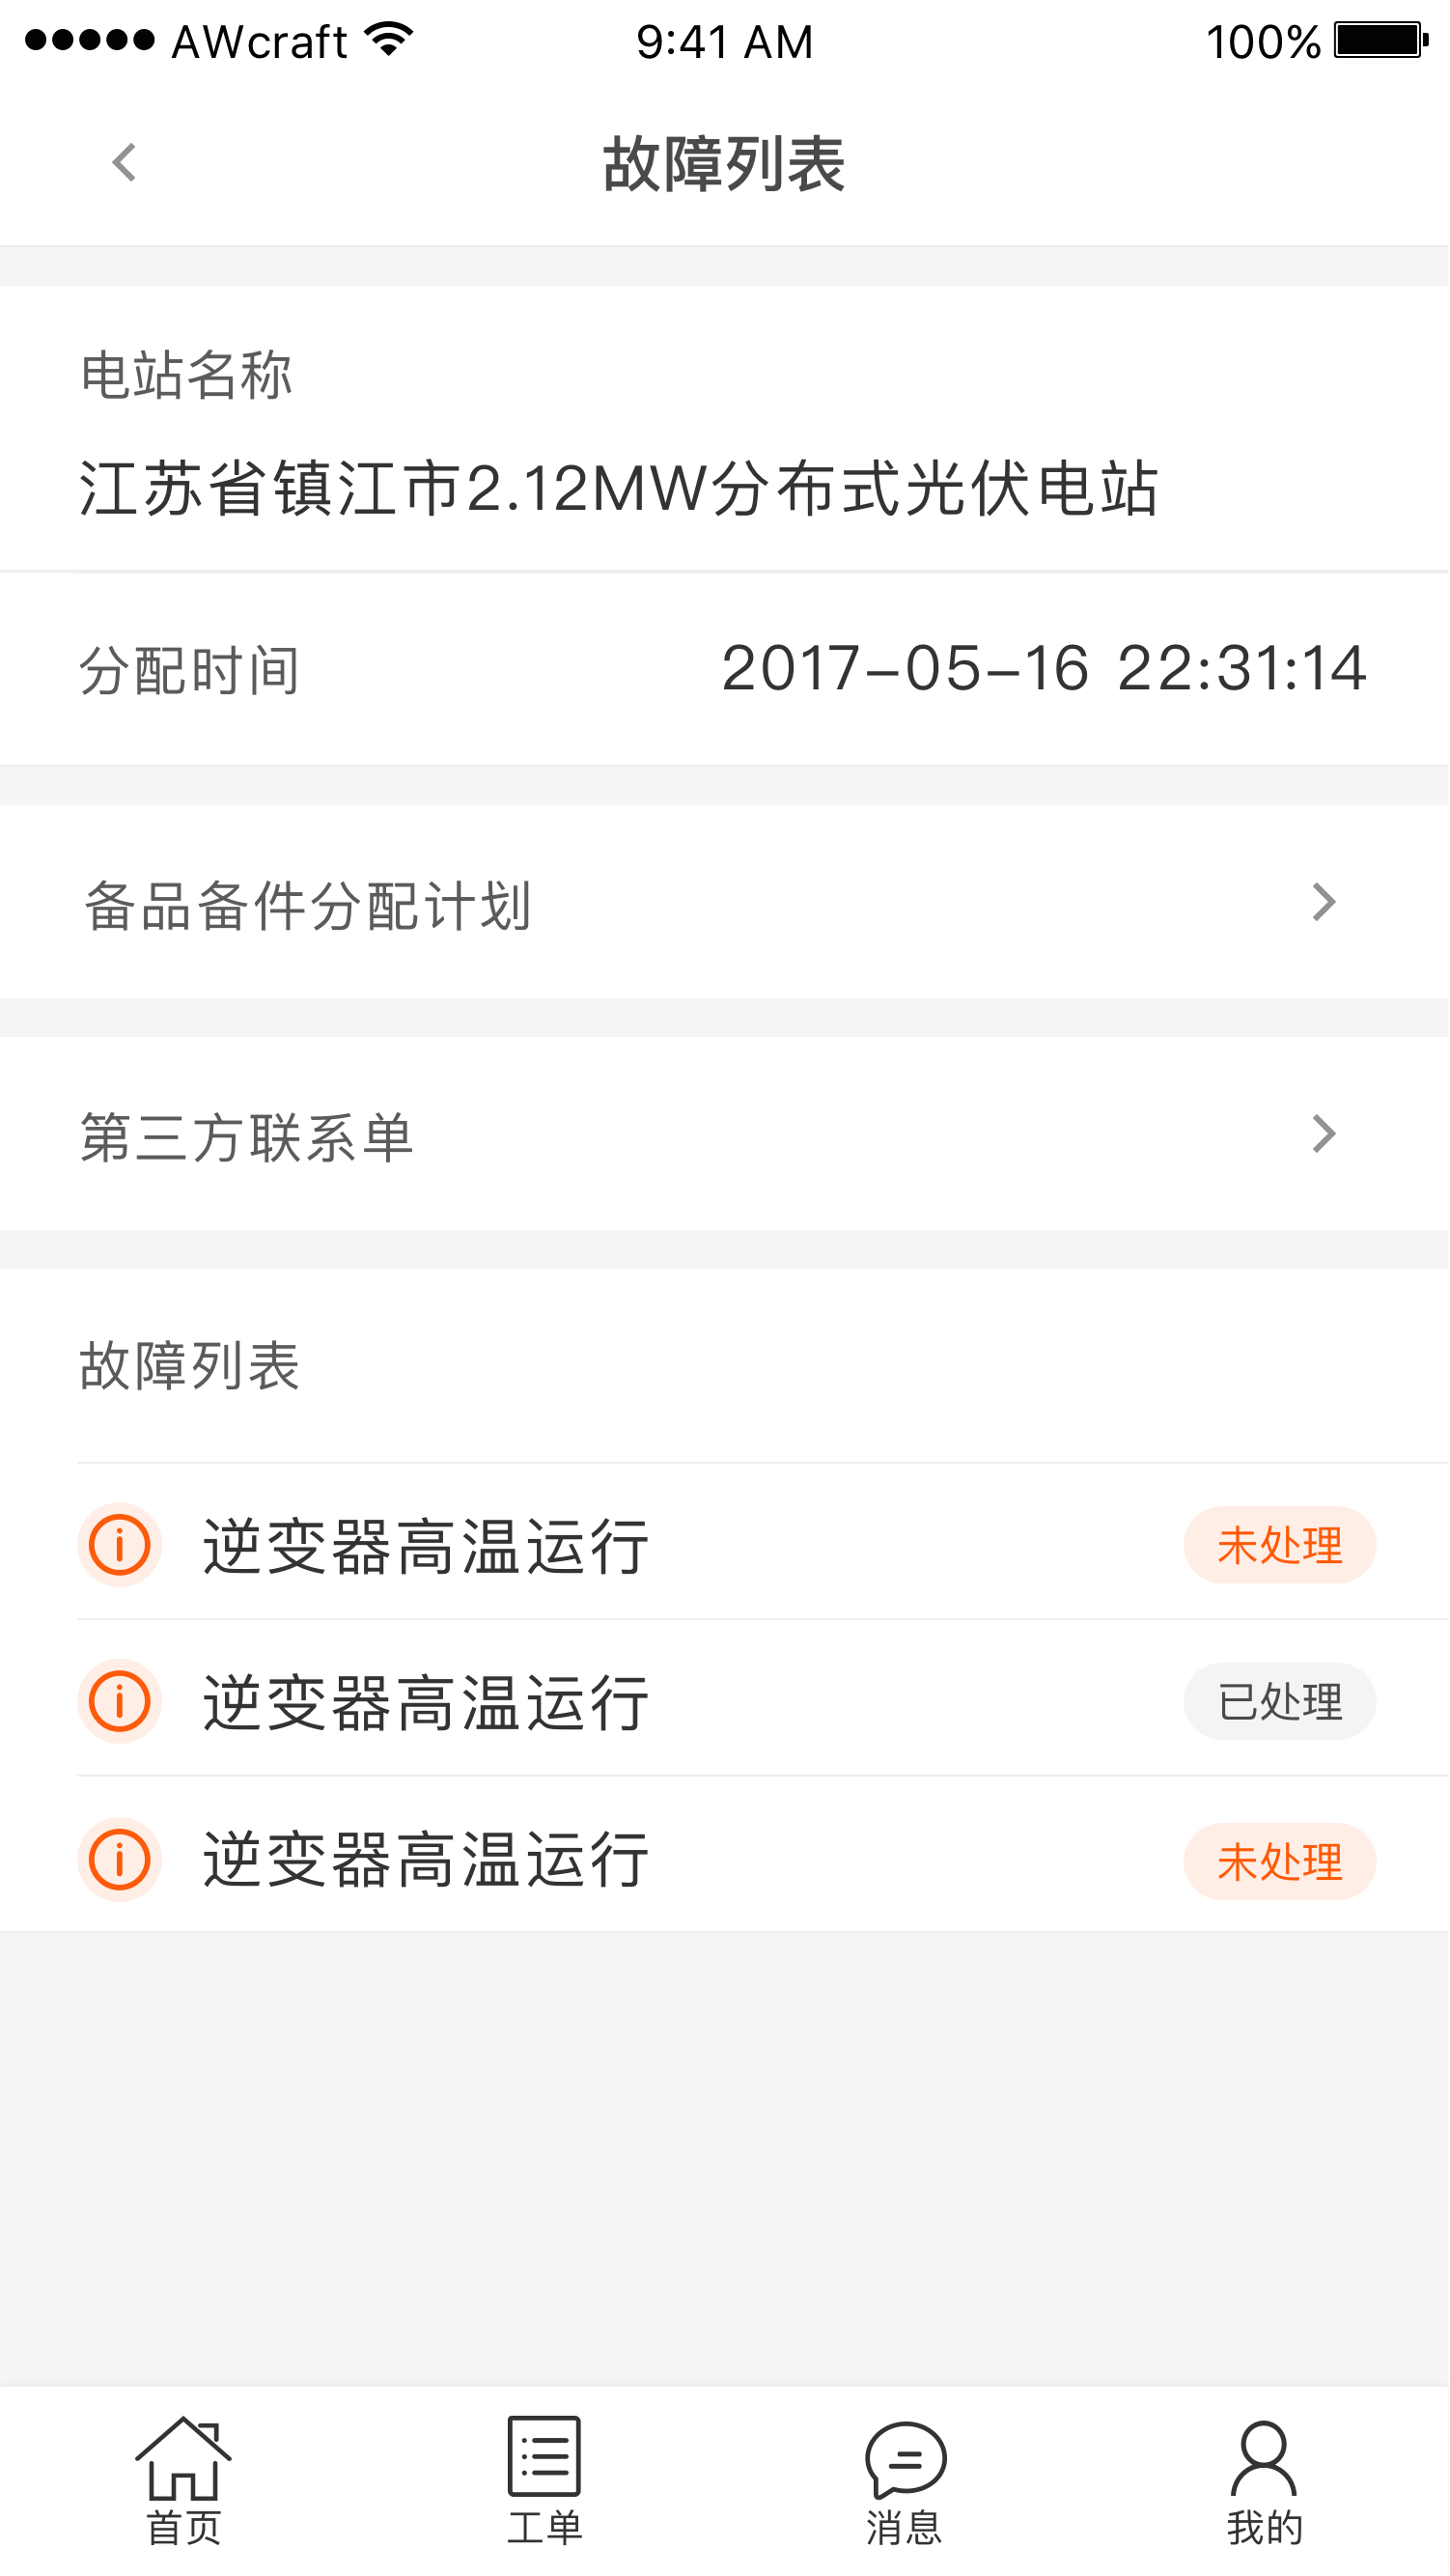 AWcraft 9:41 AM 100%
故障列表
电站名称
江苏省镇江市2.12MW分布式光伏电站
分配时间 2017-05-16 22:31:14
备品备件分配计划
第三方联系单
故障列表
逆变器高温运行 未处理
逆变器高温运行 已处理
逆变器高温运行 未处理
首页 工单 消息 我的